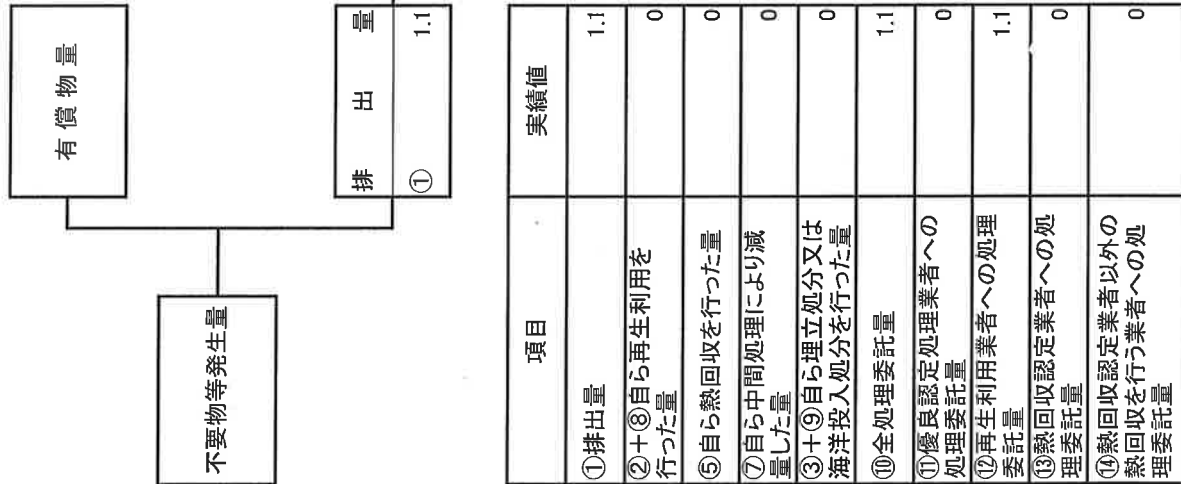 有償物量
不要物等発生量
排出量
① 1.1
項目 実績値
①排出量 1.1
②+⑧自ら再生利用を
行った量 0
⑤自ら熱回収を行った量 0
⑦自ら中間処理により減
量した量 0
③+⑨自ら埋立処分又は
海洋投入処分を行った量 0
⑩全処理委託量 1.1
⑪優良認定処理業者への
処理委託量 0
⑫再生利用業者への処理
委託量 1.1
⑬熱回収認定業者への処
理委託量 0
⑭熱回収認定業者以外の
熱回収を行う業者への処
理委託量 0